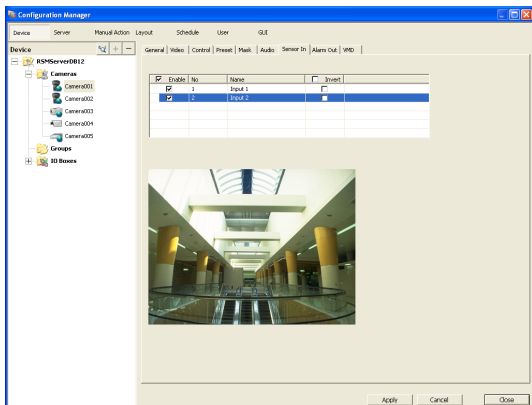 Configuration Manager
Device Server Manual Action Layout Schedule User GUI
Device
General Video Control Preset Mask Audio Sensor In Alarm Out VMD
RSMServerDB12
Cameras
Camera001
Camera002
Camera003
Camera004
Camera005
Groups
IO Boxes
Enable No Name Invert
1 Input 1
2 Input 2
Apply Cancel Close